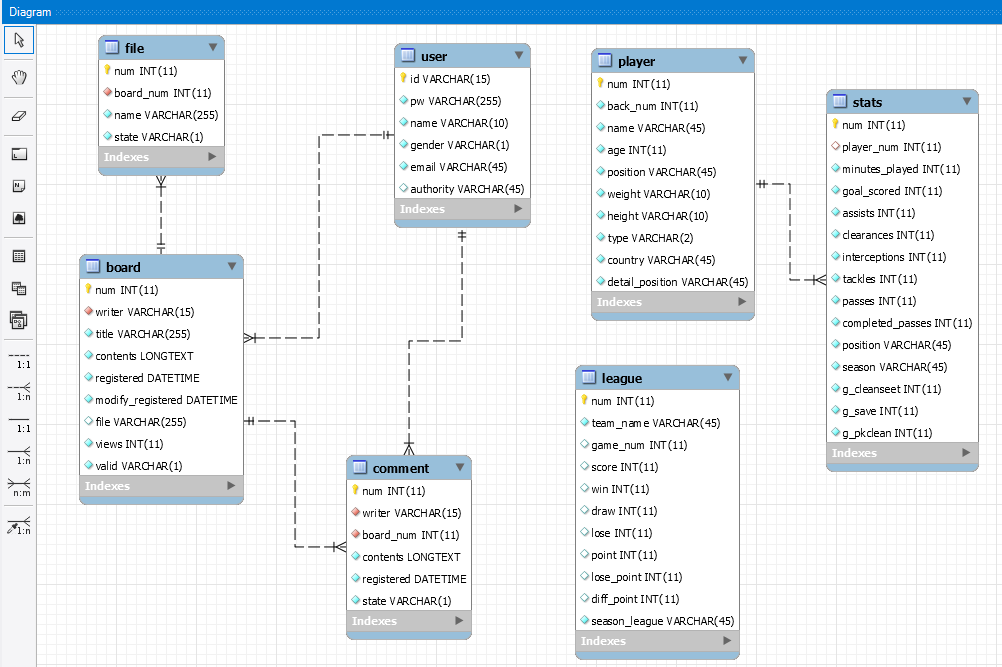 Diagram
1:1
1:n
1:1
1:n
n:m
1:n
file
num INT(11)
board_num INT(11)
name VARCHAR(255)
state VARCHAR(1)
Indexes
user
id VARCHAR(15)
pw VARCHAR(255)
name VARCHAR(10)
gender VARCHAR(1)
email VARCHAR(45)
authority VARCHAR(45)
Indexes
player
num INT(11)
back_num INT(11)
name VARCHAR(45)
age INT(11)
position VARCHAR(45)
weight VARCHAR(10)
height VARCHAR(10)
type VARCHAR(2)
country VARCHAR(45)
detail_position VARCHAR(45)
Indexes
stats
num INT(11)
player_num INT(11)
minutes_played INT(11)
goal_scored INT(11)
assists INT(11)
clearances INT(11)
interceptions INT(11)
tackles INT(11)
passes INT(11)
completed_passes INT(11)
position VARCHAR(45)
season VARCHAR(45)
g_cleanseet INT(11)
g_save INT(11)
g_pkclean INT(11)
Indexes
board
num INT(11)
writer VARCHAR(15)
title VARCHAR(255)
contents LONGTEXT
registered DATETIME
modify_registered DATETIME
file VARCHAR(255)
views INT(11)
valid VARCHAR(1)
Indexes
comment
num INT(11)
writer VARCHAR(15)
board_num INT(11)
contents LONGTEXT
registered DATETIME
state VARCHAR(1)
Indexes
league
num INT(11)
team_name VARCHAR(45)
game_num INT(11)
score INT(11)
win INT(11)
draw INT(11)
lose INT(11)
point INT(11)
lose_point INT(11)
diff_point INT(11)
season_league VARCHAR(45)
Indexes